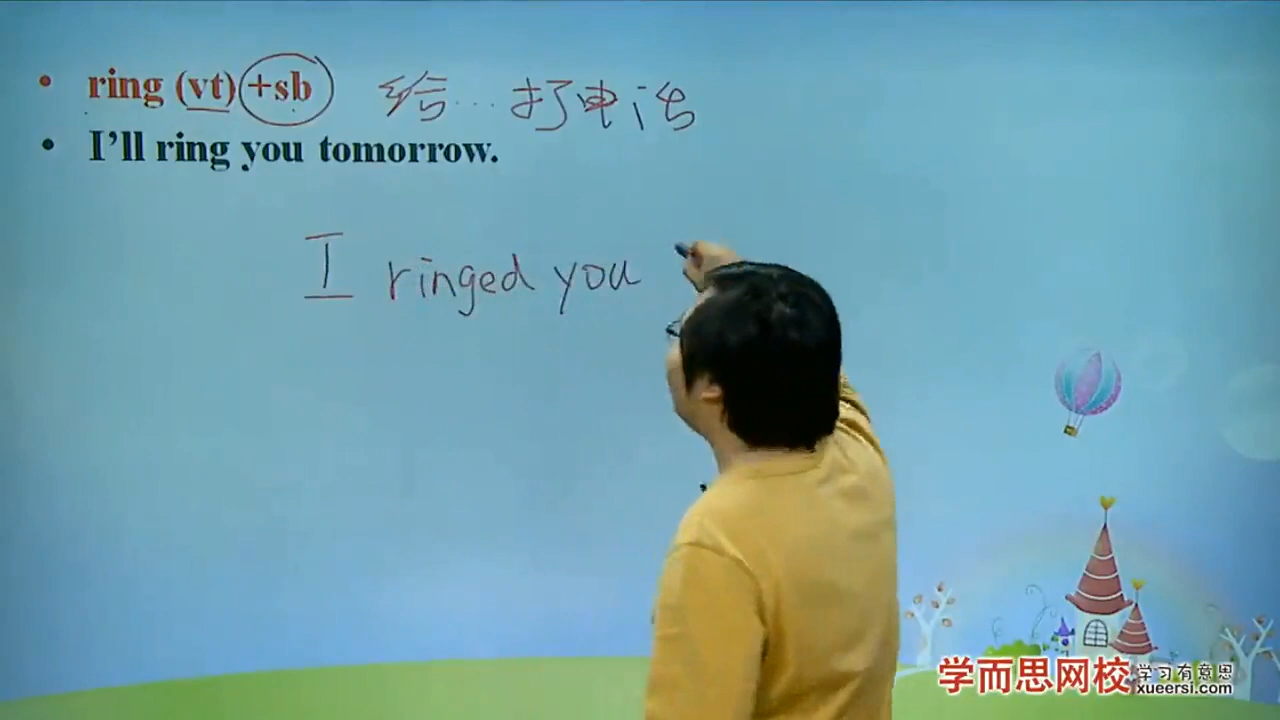 • ring (vt) +sb 给...打电话
• I'll ring you tomorrow.
I ringed you
学而思网校 学习有意思
xueersi.com